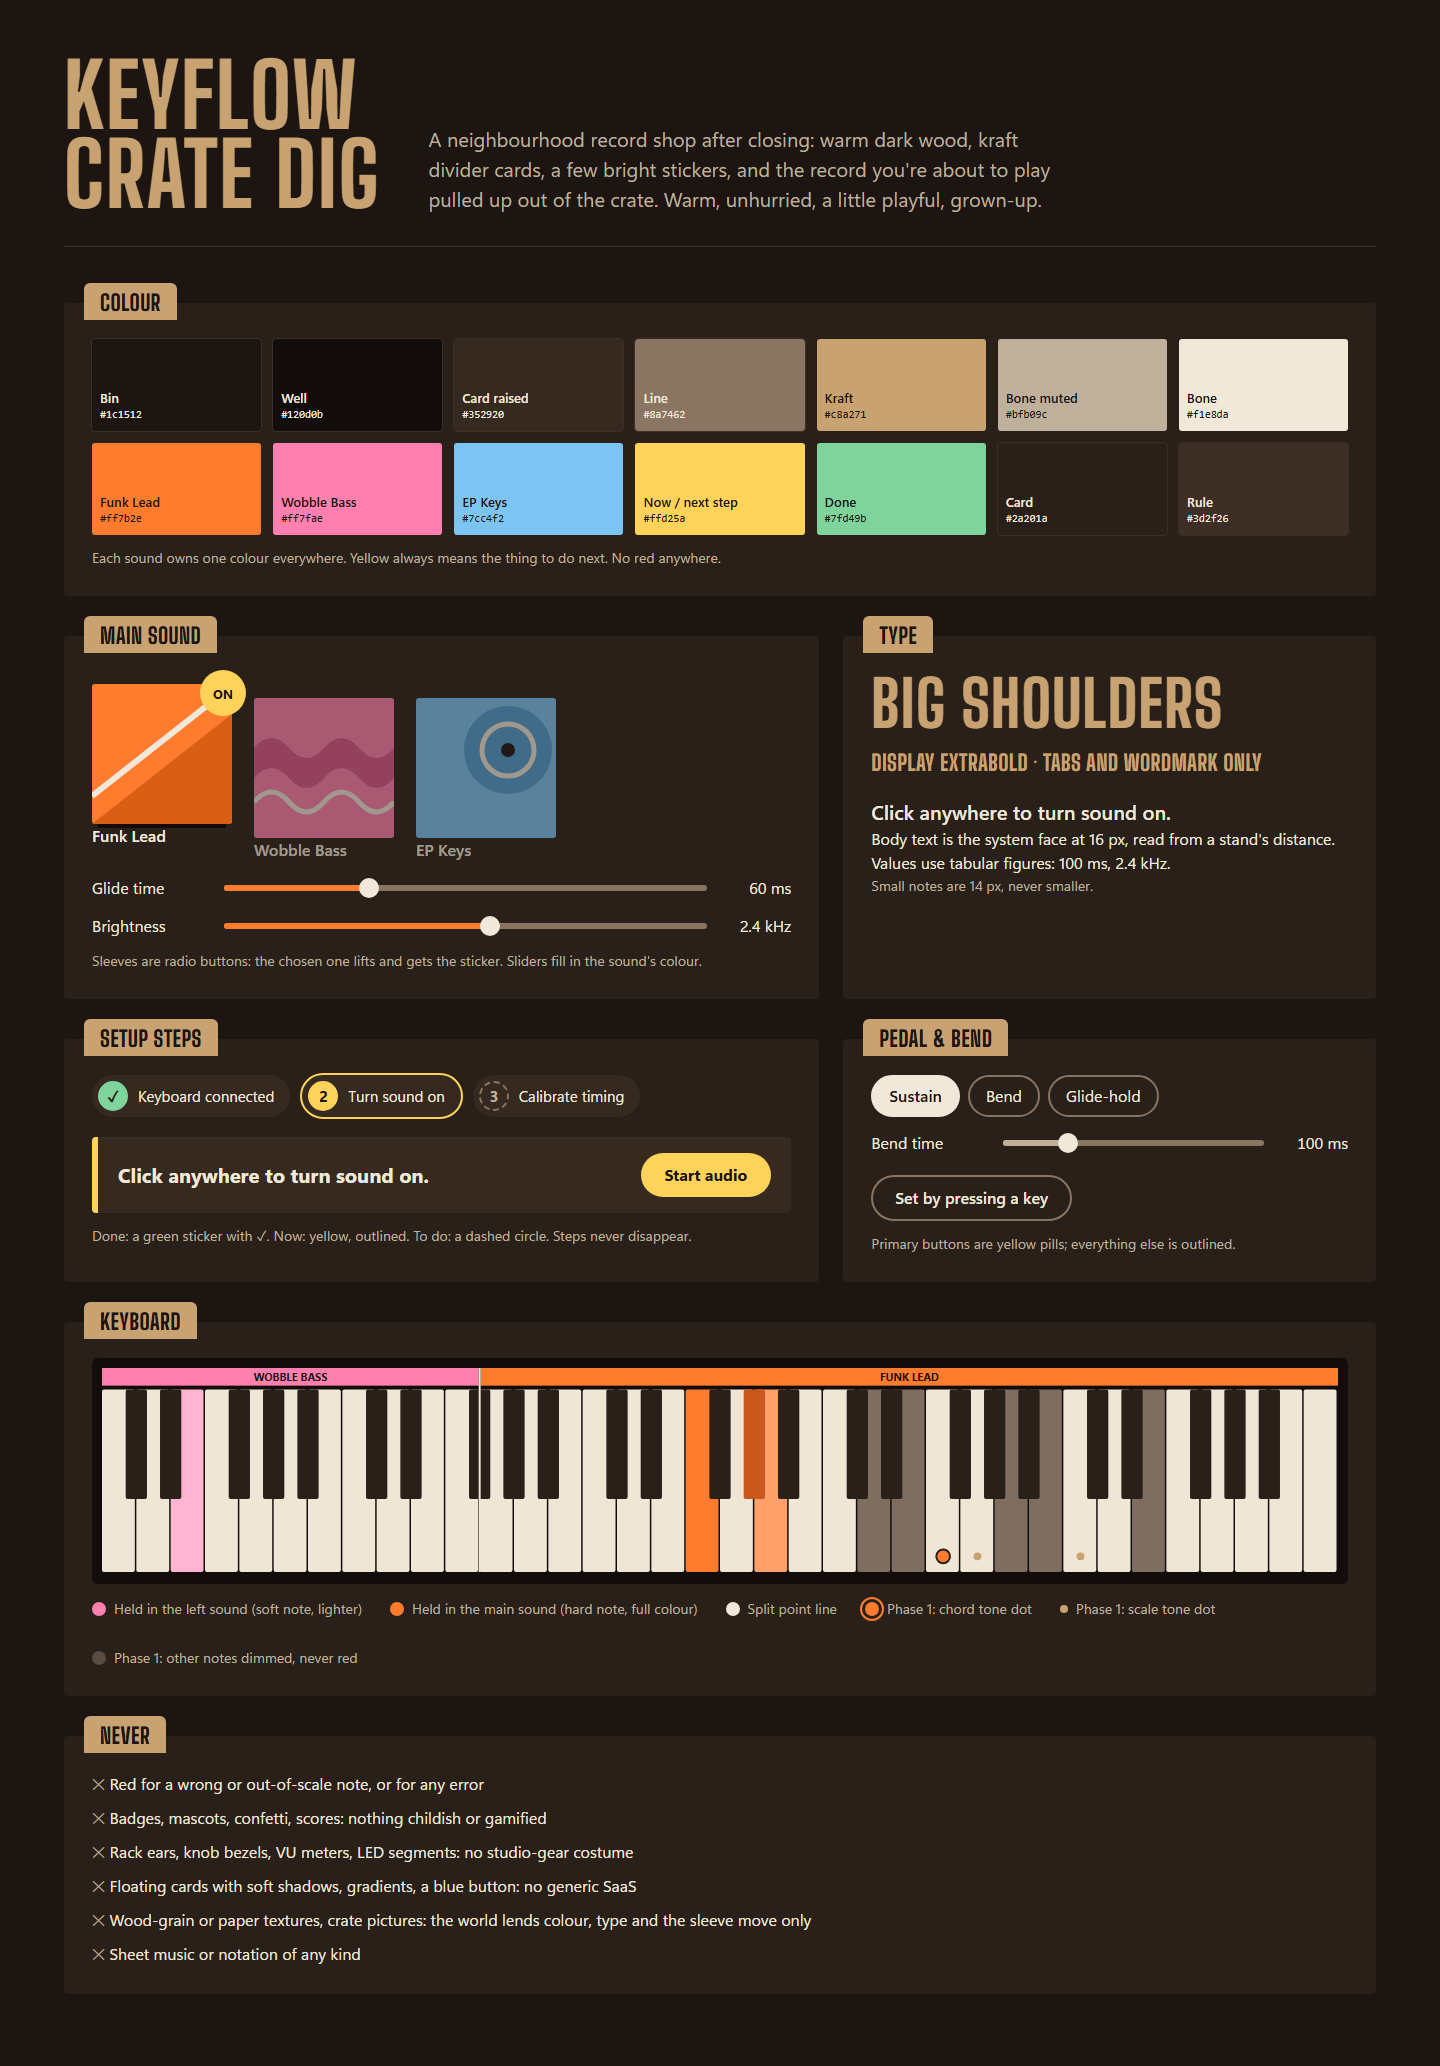 KEYFLOW
CRATE DIG
A neighbourhood record shop after closing: warm dark wood, kraft
divider cards, a few bright stickers, and the record you're about to play
pulled up out of the crate. Warm, unhurried, a little playful, grown-up.
COLOUR
Bin
#1c1512
Well
#120d0b
Card raised
#352920
Line
#8a7462
Kraft
#c8a271
Bone muted
#bfb09c
Bone
#f1e8da
Funk Lead
#ff7b2e
Wobble Bass
#ff7fae
EP Keys
#7cc4f2
Now / next step
#ffd25a
Done
#7fd49b
Card
#2a201a
Rule
#3d2f26
Each sound owns one colour everywhere. Yellow always means the thing to do next. No red anywhere.
MAIN SOUND
ON
Funk Lead
Wobble Bass
EP Keys
Glide time
60 ms
Brightness
2.4 kHz
Sleeves are radio buttons: the chosen one lifts and gets the sticker. Sliders fill in the sound's colour.
TYPE
BIG SHOULDERS
DISPLAY EXTRABOLD · TABS AND WORDMARK ONLY
Click anywhere to turn sound on.
Body text is the system face at 16 px, read from a stand's distance.
Values use tabular figures: 100 ms, 2.4 kHz.
Small notes are 14 px, never smaller.
SETUP STEPS
✓ Keyboard connected
2 Turn sound on
3 Calibrate timing
Click anywhere to turn sound on.
Start audio
Done: a green sticker with ✓. Now: yellow, outlined. To do: a dashed circle. Steps never disappear.
PEDAL & BEND
Sustain
Bend
Glide-hold
Bend time
100 ms
Set by pressing a key
Primary buttons are yellow pills; everything else is outlined.
KEYBOARD
WOBBLE BASS
FUNK LEAD
Held in the left sound (soft note, lighter)
Held in the main sound (hard note, full colour)
Split point line
Phase 1: chord tone dot
Phase 1: scale tone dot
Phase 1: other notes dimmed, never red
NEVER
✕ Red for a wrong or out-of-scale note, or for any error
✕ Badges, mascots, confetti, scores: nothing childish or gamified
✕ Rack ears, knob bezels, VU meters, LED segments: no studio-gear costume
✕ Floating cards with soft shadows, gradients, a blue button: no generic SaaS
✕ Wood-grain or paper textures, crate pictures: the world lends colour, type and the sleeve move only
✕ Sheet music or notation of any kind